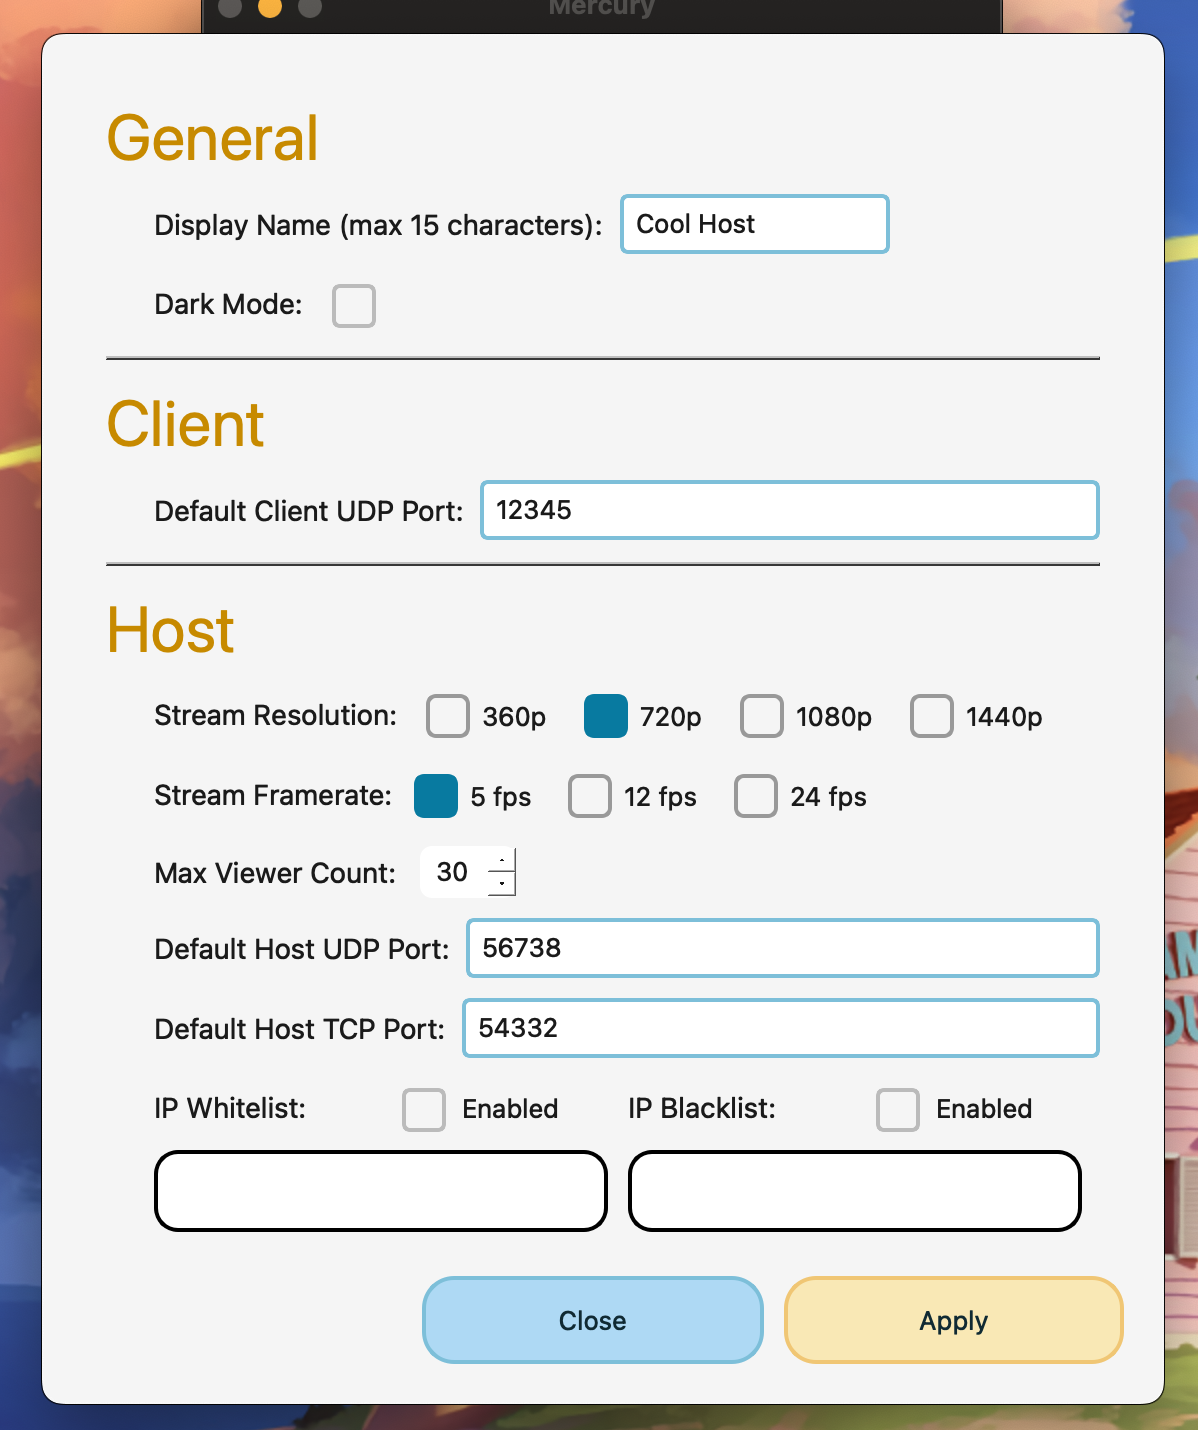 Mercury
General
Display Name (max 15 characters): Cool Host
Dark Mode:
Client
Default Client UDP Port: 12345
Host
Stream Resolution: 360p 720p 1080p 1440p
Stream Framerate: 5 fps 12 fps 24 fps
Max Viewer Count: 30
Default Host UDP Port: 56738
Default Host TCP Port: 54332
IP Whitelist: Enabled IP Blacklist: Enabled
Close Apply